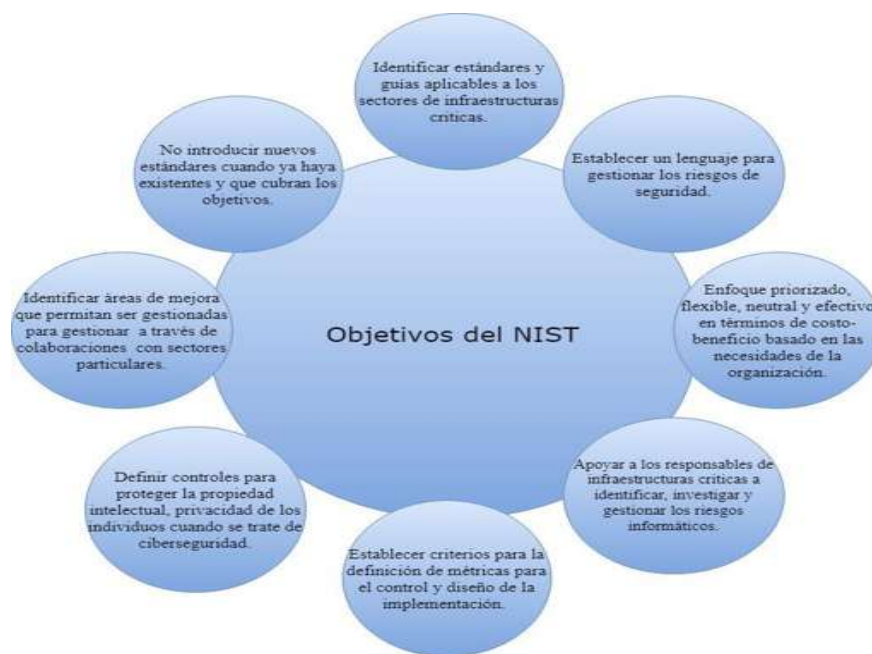 Identificar estándares y
guías aplicables a los
sectores de infraestructuras
críticas.
Establecer un lenguaje para
gestionar los riesgos de
seguridad.
Enfoque priorizado,
flexible, neutral y efectivo
en términos de costo-
beneficio basado en las
necesidades de la
organización.
Apoyar a los responsables de
infraestructuras críticas a
identificar, investigar y
gestionar los riesgos
informáticos.
Establecer criterios para la
definición de métricas para
el control y diseño de la
implementación.
Definir controles para
proteger la propiedad
intelectual, privacidad de los
individuos cuando se trate de
ciberseguridad.
Identificar áreas de mejora
que permitan ser gestionadas
para gestionar a través de
colaboraciones con sectores
particulares.
No introducir nuevos
estándares cuando ya haya
existentes y que cubran los
objetivos.
Objetivos del NIST